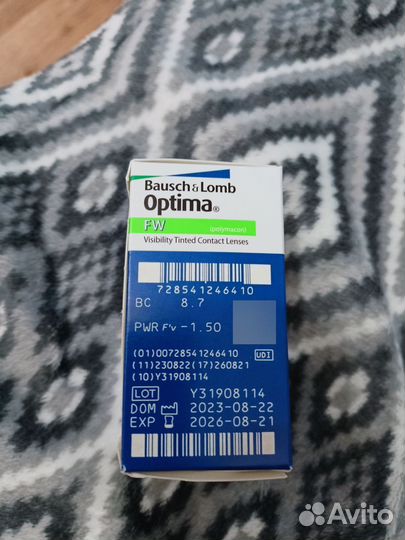 Bausch & Lomb
Optima®
FW (polymacon)
Visibility Tinted Contact Lenses
728541246410
BC 8.7
PWR F'v -1.50
(01)00728541246410 UDI
(11)230822(17)260821
(10)Y31908114
LOT Y31908114
DOM 2023-08-22
EXP 2026-08-21
Avito